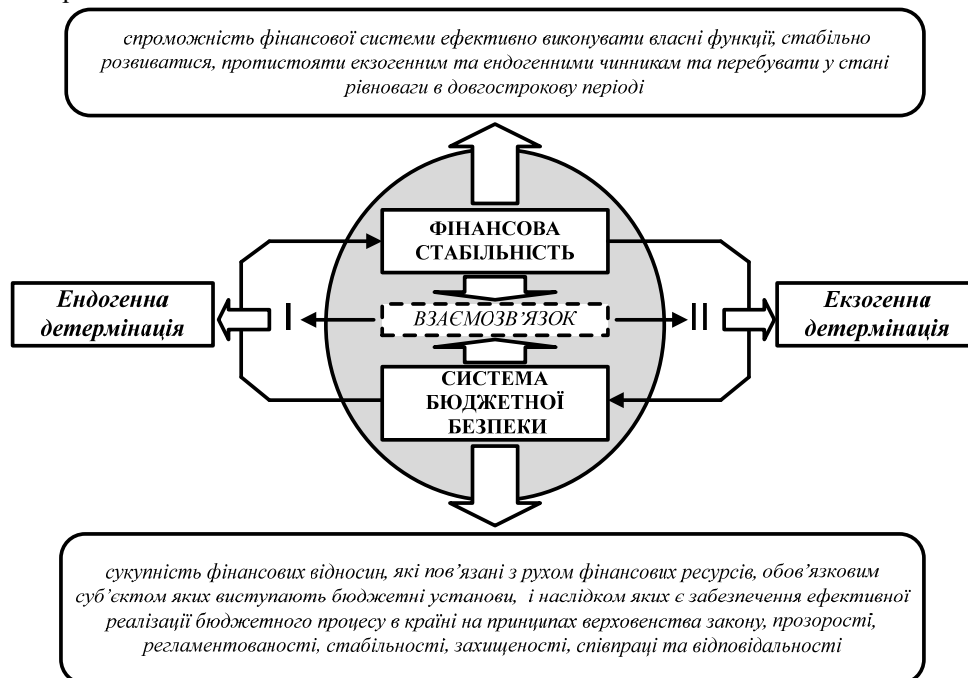 спроможність фінансової системи ефективно виконувати власні функції, стабільно
розвиватися, протистояти екзогенним та ендогенними чинникам та перебувати у стані
рівноваги в довгострокову періоді
ФІНАНСОВА
СТАБІЛЬНІСТЬ
Ендогенна
детермінація
I
ВЗАЄМОЗВ’ЯЗОК
II
Екзогенна
детермінація
СИСТЕМА
БЮДЖЕТНОЇ
БЕЗПЕКИ
сукупність фінансових відносин, які пов’язані з рухом фінансових ресурсів, обов’язковим
суб’єктом яких виступають бюджетні установи, і наслідком яких є забезпечення ефективної
реалізації бюджетного процесу в країні на принципах верховенства закону, прозорості,
регламентованості, стабільності, захищеності, співпраці та відповідальності